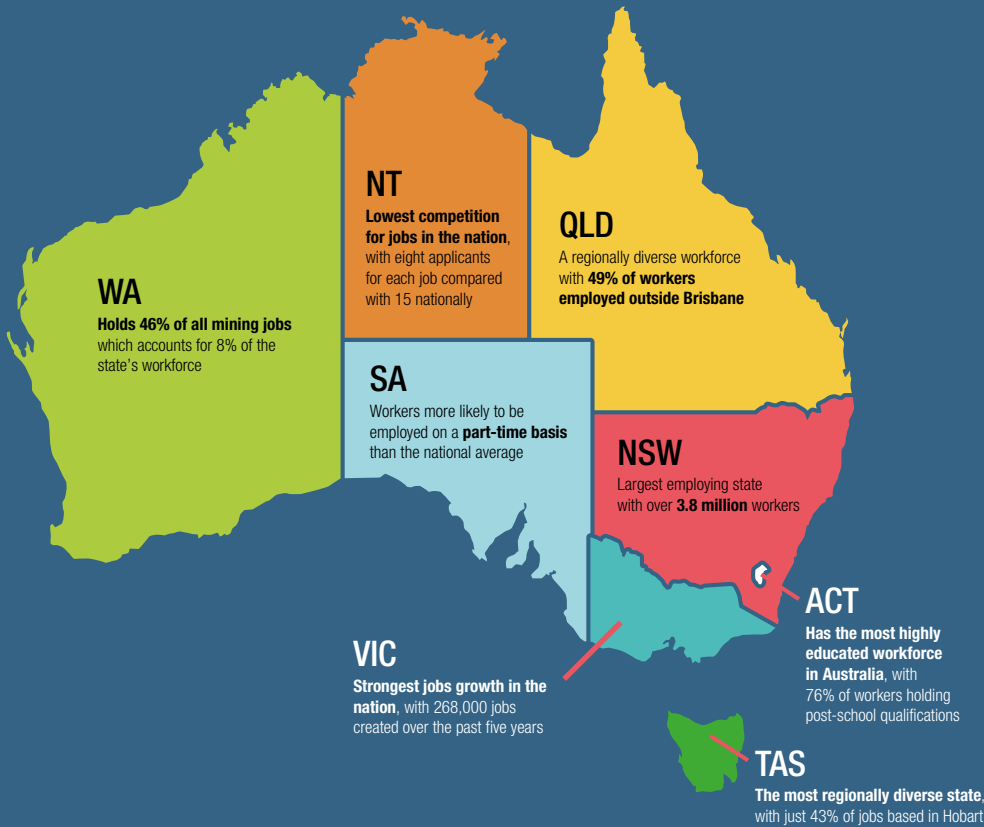 NT
Lowest competition
for jobs in the nation,
with eight applicants
for each job compared
with 15 nationally
QLD
A regionally diverse workforce
with 49% of workers
employed outside Brisbane
WA
Holds 46% of all mining jobs
which accounts for 8% of the
state’s workforce
SA
Workers more likely to be
employed on a part-time basis
than the national average
NSW
Largest employing state
with over 3.8 million workers
ACT
Has the most highly
educated workforce
in Australia, with
76% of workers holding
post-school qualifications
VIC
Strongest jobs growth in the
nation, with 268,000 jobs
created over the past five years
TAS
The most regionally diverse state,
with just 43% of jobs based in Hobart